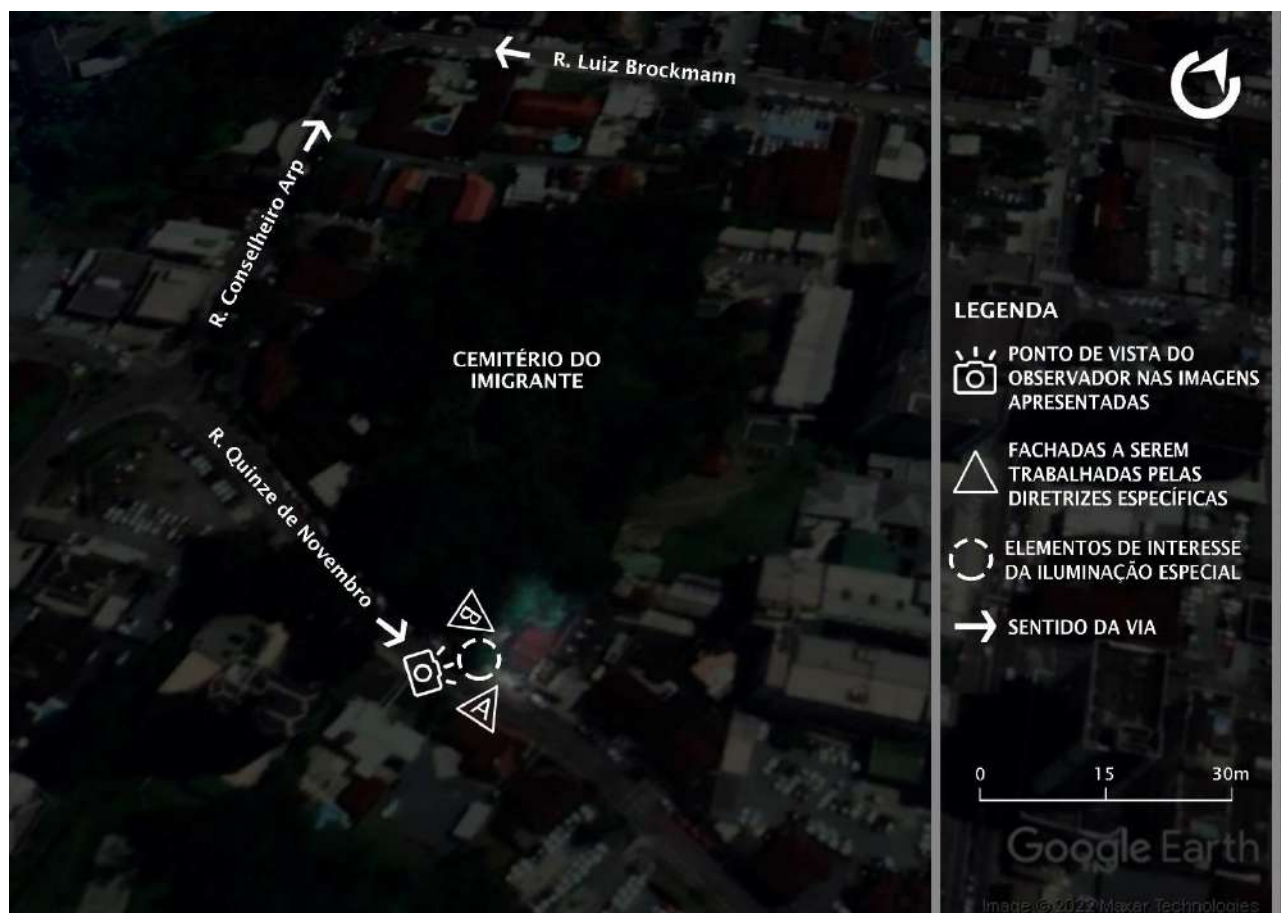 R. Luiz Brockmann
R. Conselheiro Arp
CEMITÉRIO DO
IMIGRANTE
R. Quinze de Novembro
B
A
LEGENDA
PONTO DE VISTA DO
OBSERVADOR NAS IMAGENS
APRESENTADAS
FACHADAS A SEREM
TRABALHADAS PELAS
DIRETRIZES ESPECÍFICAS
ELEMENTOS DE INTERESSE
DA ILUMINAÇÃO ESPECIAL
SENTIDO DA VIA
0 15 30m
Google Earth
Image © 2022 Maxar Technologies